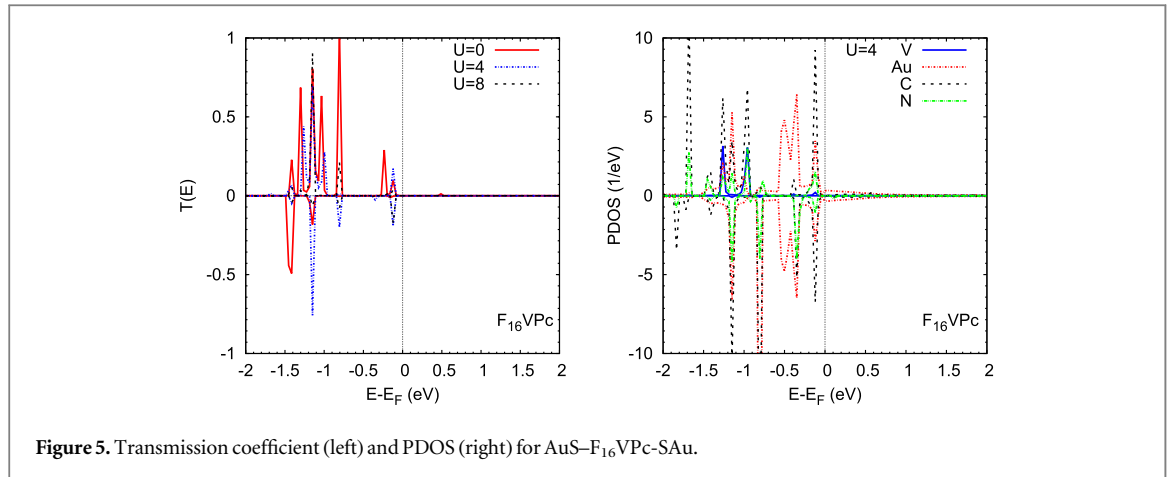 1
0.5
0
-0.5
-1
T(E)
U=0
U=4
U=8
F16VPc
-2 -1.5 -1 -0.5 0 0.5 1 1.5 2
E-EF (eV)
10
5
0
-5
-10
PDOS (1/eV)
U=4 V
Au
C
N
F16VPc
-2 -1.5 -1 -0.5 0 0.5 1 1.5 2
E-EF (eV)
Figure 5. Transmission coefficient (left) and PDOS (right) for AuS–F16VPc-SAu.